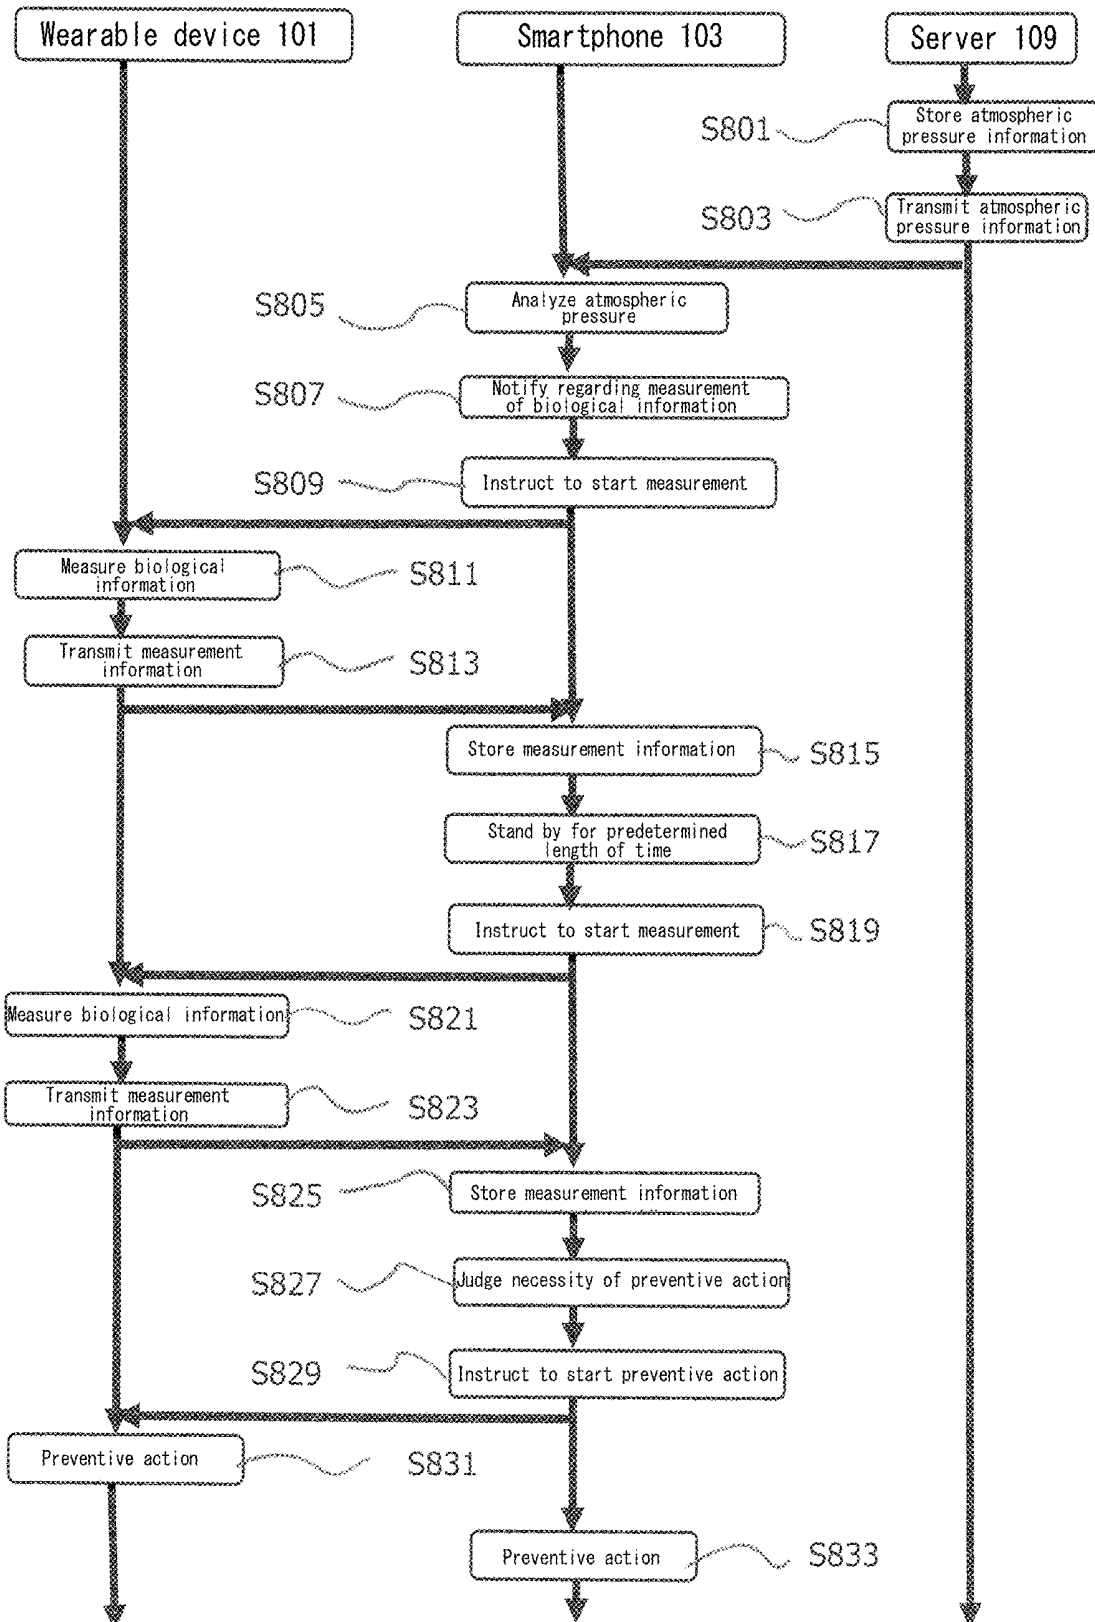 Wearable device 101
Smartphone 103
Server 109
S801
Store atmospheric
pressure information
S803
Transmit atmospheric
pressure information
S805
Analyze atmospheric
pressure
S807
Notify regarding measurement
of biological information
S809
Instruct to start measurement
Measure biological
information
S811
Transmit measurement
information
S813
Store measurement information
S815
Stand by for predetermined
length of time
S817
Instruct to start measurement
S819
Measure biological information
S821
Transmit measurement
information
S823
S825
Store measurement information
S827
Judge necessity of preventive action
S829
Instruct to start preventive action
Preventive action
S831
Preventive action
S833